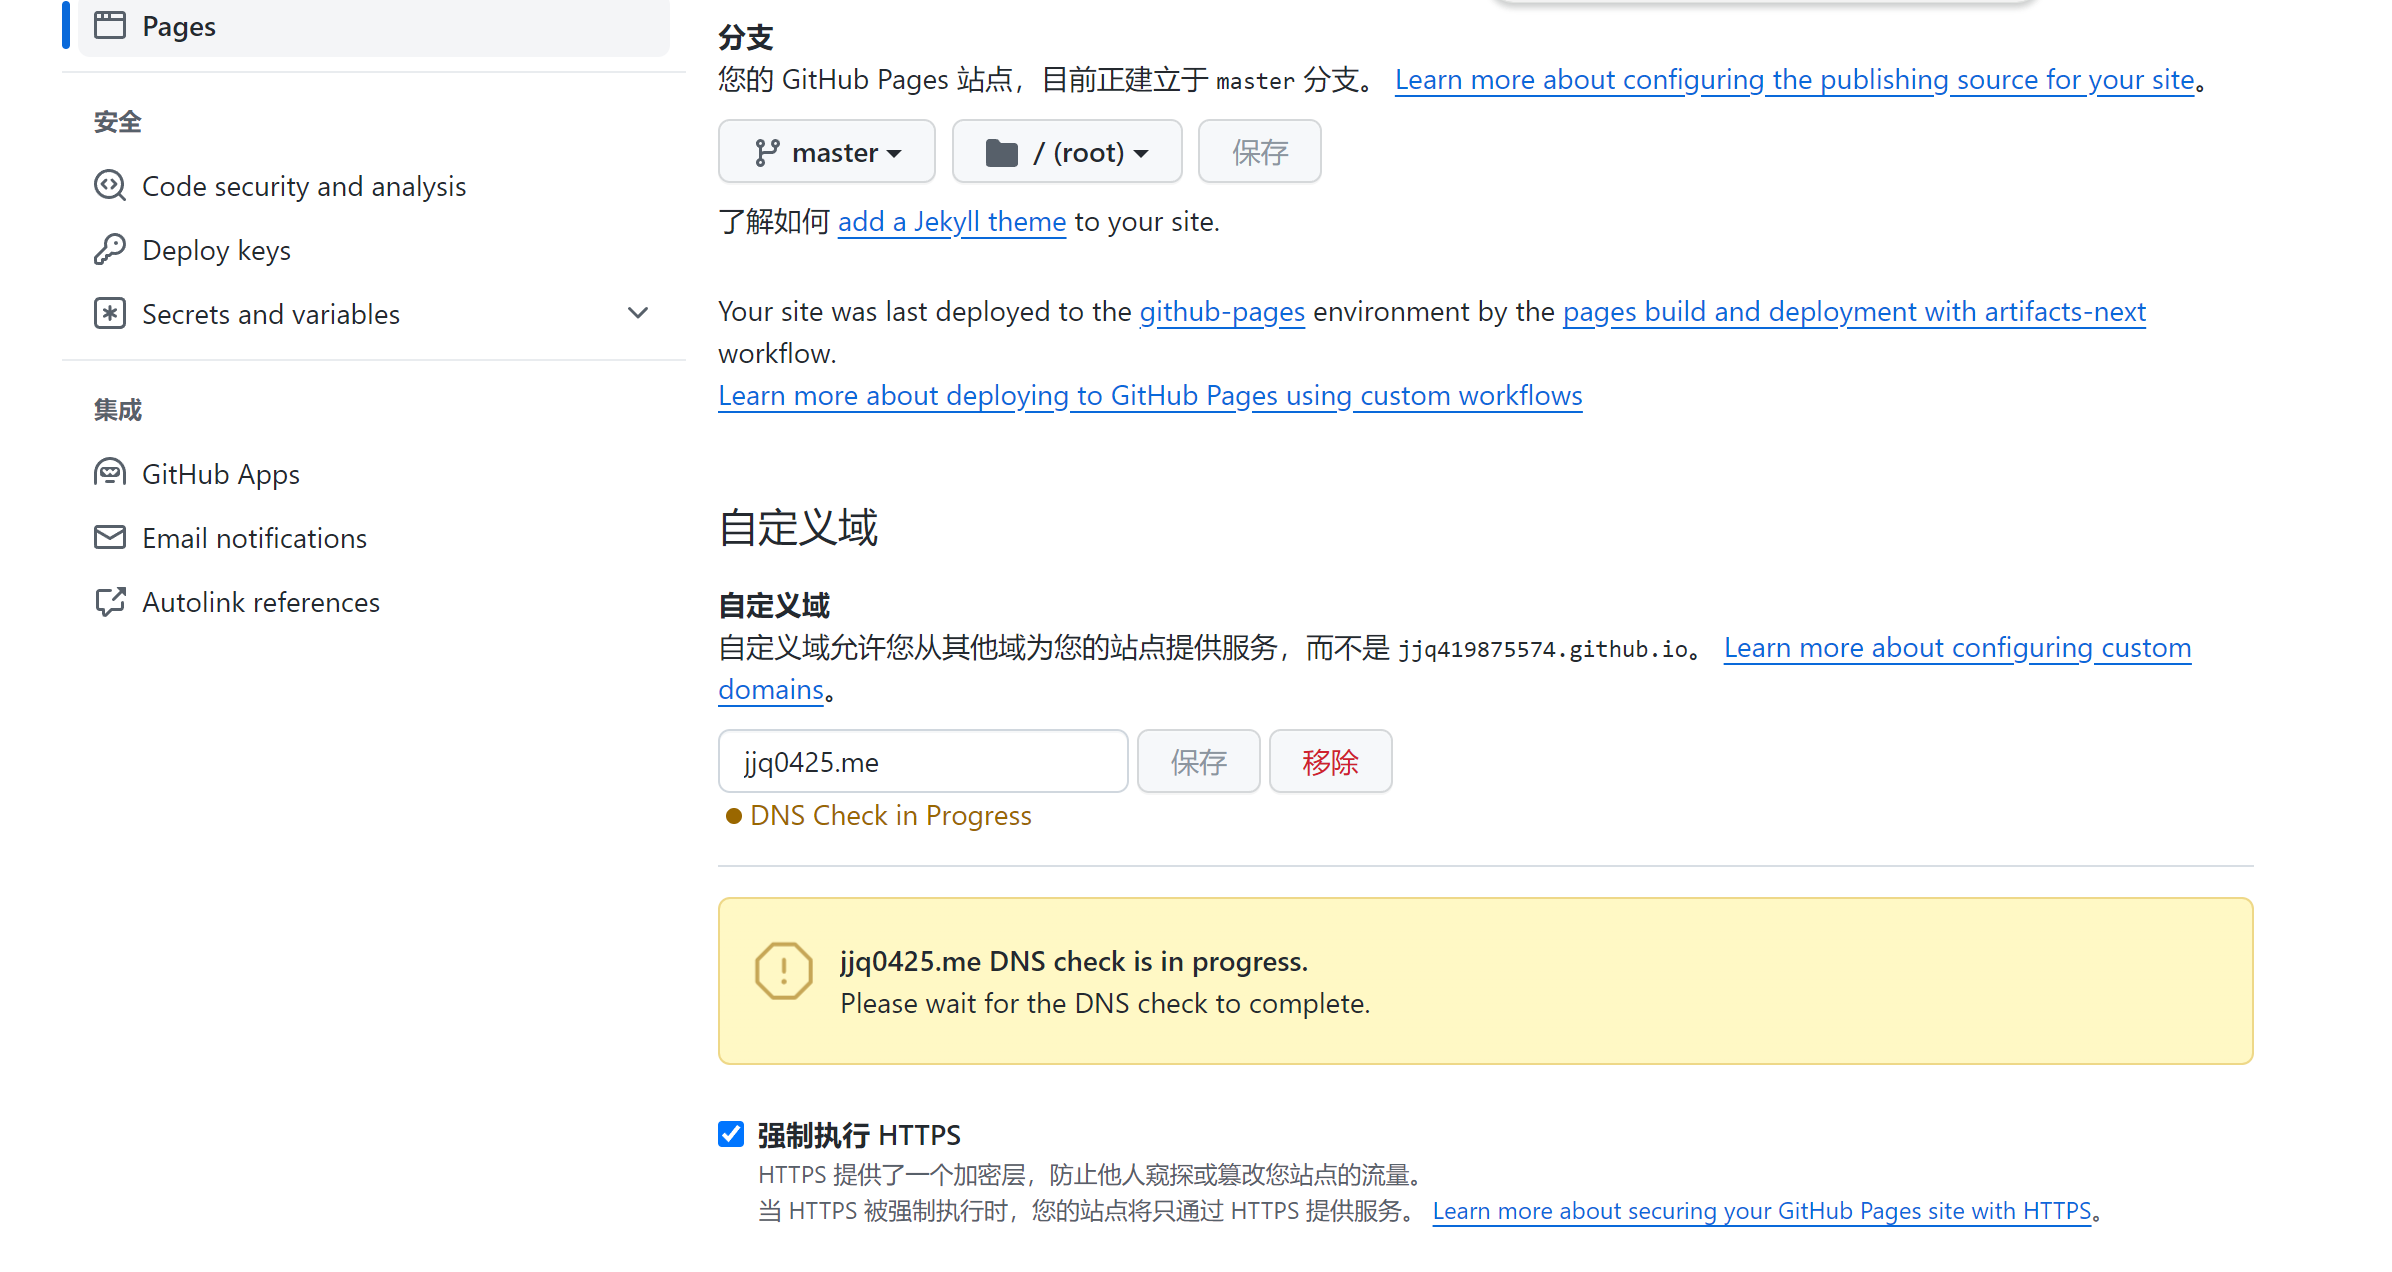 Pages
安全
Code security and analysis
Deploy keys
Secrets and variables
集成
GitHub Apps
Email notifications
Autolink references
分支
您的 GitHub Pages 站点，目前正建立于 master 分支。 Learn more about configuring the publishing source for your site。
master
/ (root)
保存
了解如何 add a Jekyll theme to your site.
Your site was last deployed to the github-pages environment by the pages build and deployment with artifacts-next
workflow.
Learn more about deploying to GitHub Pages using custom workflows
自定义域
自定义域
自定义域允许您从其他域为您的站点提供服务，而不是 jjq419875574.github.io。 Learn more about configuring custom
domains。
jjq0425.me
保存
移除
DNS Check in Progress
jjq0425.me DNS check is in progress.
Please wait for the DNS check to complete.
强制执行 HTTPS
HTTPS 提供了一个加密层，防止他人窥探或篡改您站点的流量。
当 HTTPS 被强制执行时，您的站点将只通过 HTTPS 提供服务。 Learn more about securing your GitHub Pages site with HTTPS。